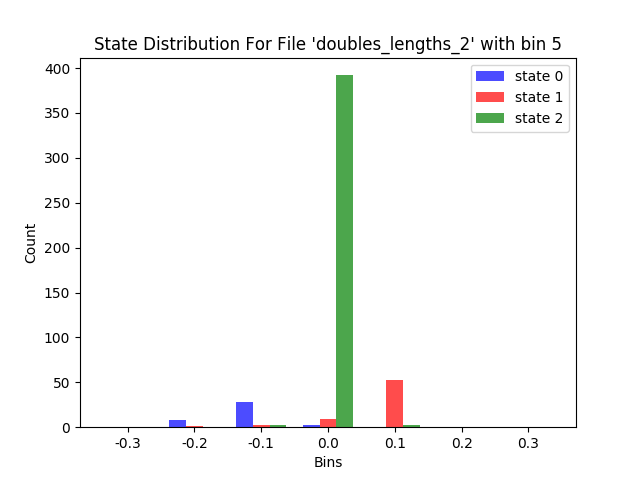 State Distribution For File 'doubles_lengths_2' with bin 5
400
350
300
250
200
150
100
50
0
Count
state 0
state 1
state 2
-0.3 -0.2 -0.1 0.0 0.1 0.2 0.3
Bins